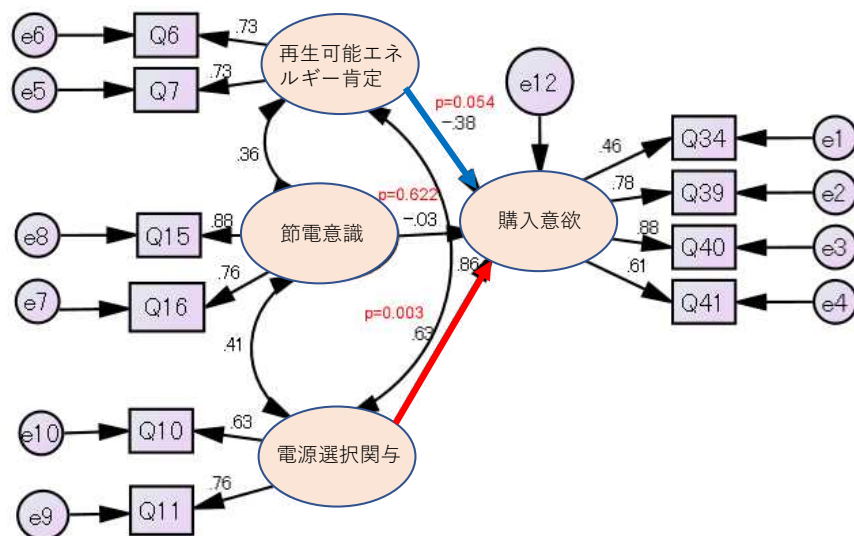 e6
Q6
.73
再生可能エネ
ルギー肯定
e5
Q7
.73
e12
p=0.054
-.38
.46
Q34
e1
.36
.78
Q39
e2
e8
Q15
.88
節電意識
p=0.622
-.03
購入意欲
.88
Q40
e3
e7
Q16
.76
.86
.61
Q41
e4
p=0.003
.63
.41
e10
Q10
.63
電源選択関与
e9
Q11
.76